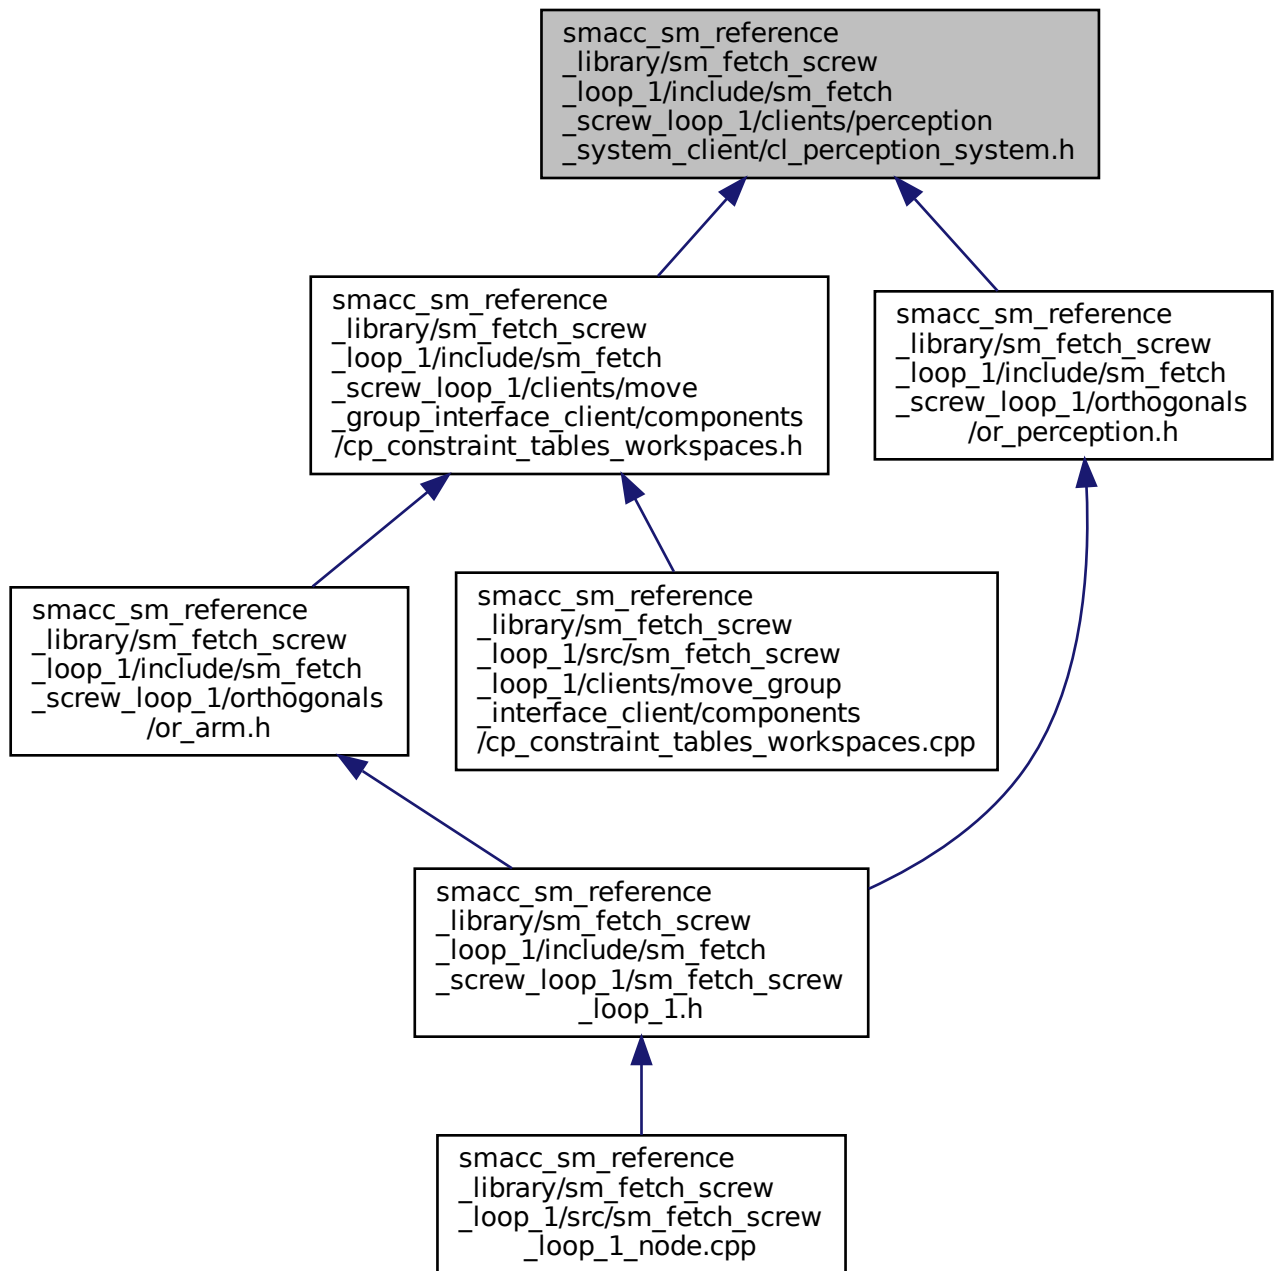 smacc_sm_reference
_library/sm_fetch_screw
_loop_1/include/sm_fetch
_screw_loop_1/clients/perception
_system_client/cl_perception_system.h
smacc_sm_reference
_library/sm_fetch_screw
_loop_1/include/sm_fetch
_screw_loop_1/clients/move
_group_interface_client/components
/cp_constraint_tables_workspaces.h
smacc_sm_reference
_library/sm_fetch_screw
_loop_1/include/sm_fetch
_screw_loop_1/orthogonals
/or_perception.h
smacc_sm_reference
_library/sm_fetch_screw
_loop_1/include/sm_fetch
_screw_loop_1/orthogonals
/or_arm.h
smacc_sm_reference
_library/sm_fetch_screw
_loop_1/src/sm_fetch_screw
_loop_1/clients/move_group
_interface_client/components
/cp_constraint_tables_workspaces.cpp
smacc_sm_reference
_library/sm_fetch_screw
_loop_1/include/sm_fetch
_screw_loop_1/sm_fetch_screw
_loop_1.h
smacc_sm_reference
_library/sm_fetch_screw
_loop_1/src/sm_fetch_screw
_loop_1_node.cpp